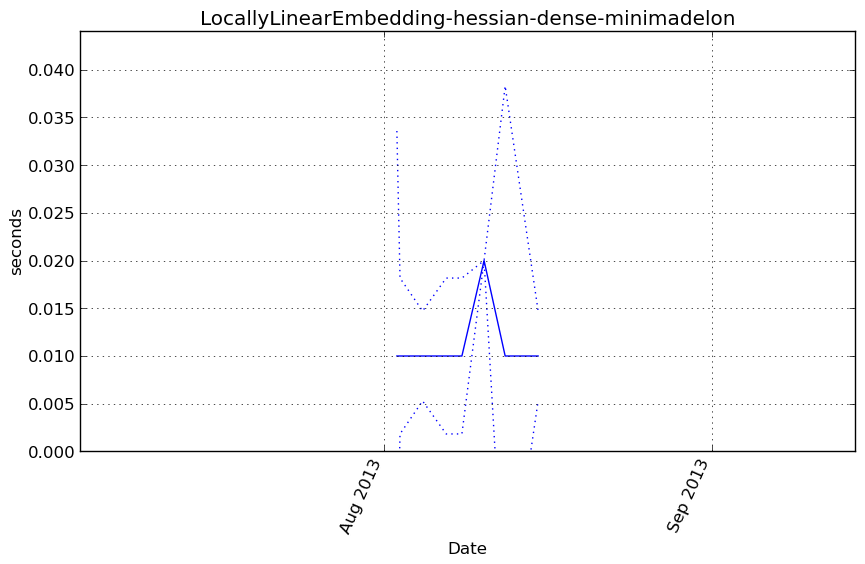 LocallyLinearEmbedding-hessian-dense-minimadelon
0.040
0.035
0.030
0.025
0.020
0.015
0.010
0.005
0.000
seconds
Aug 2013
Sep 2013
Date